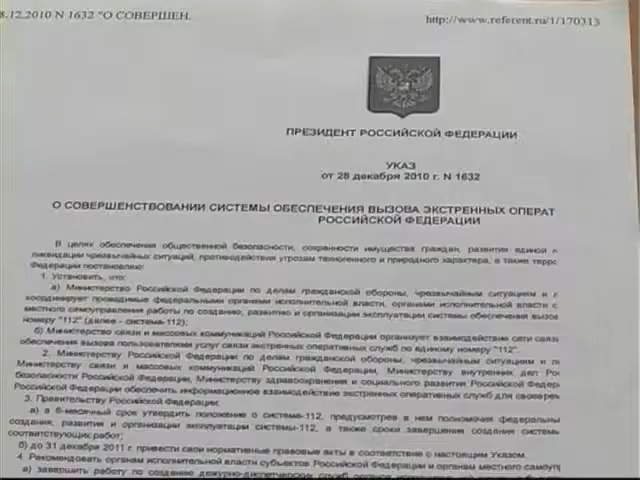 8.12.2010 N 1632 "О СОВЕРШЕН.
http://www.referent.ru/1/170313
ПРЕЗИДЕНТ РОССИЙСКОЙ ФЕДЕРАЦИИ
УКАЗ
от 28 декабря 2010 г. N 1632
О СОВЕРШЕНСТВОВАНИИ СИСТЕМЫ ОБЕСПЕЧЕНИЯ ВЫЗОВА ЭКСТРЕННЫХ ОПЕРАТ
РОССИЙСКОЙ ФЕДЕРАЦИИ
В целях обеспечения общественной безопасности, сохранности имущества граждан, развития единой
ликвидации чрезвычайных ситуаций, противодействия угрозам техногенного и природного характера, а также терро
Федерации постановляю:
1. Установить, что:
а) Министерство Российской Федерации по делам гражданской обороны, чрезвычайным ситуациям и
координирует проводимые федеральными органами исполнительной власти, органами исполнительной власти с
местного самоуправления работы по созданию, развитию и организации эксплуатации системы обеспечения вызов
номеру "112" (далее - система-112);
б) Министерство связи и массовых коммуникаций Российской Федерации организует взаимодействие сети связи
обеспечения вызова пользователями услуг связи экстренных оперативных служб по единому номеру "112".
2. Министерству Российской Федерации по делам гражданской обороны, чрезвычайным ситуациям и
Министерству связи и массовых коммуникаций Российской Федерации, Министерству внутренних дел Рос
безопасности Российской Федерации, Министерству здравоохранения и социального развития Российской Федер
Российской Федерации обеспечить информационное взаимодействие экстренных оперативных служб для своеврем
3. Правительству Российской Федерации:
а) в 6-месячный срок утвердить положение о системе-112, предусмотрев в нем полномочия федеральны
создания, развития и организации эксплуатации системы-112, а также сроки завершения создания систем
соответствующих работ;
б) до 31 декабря 2011 г. привести свои нормативные правовые акты в соответствие с настоящим Указом.
4. Рекомендовать органам исполнительной власти субъектов Российской Федерации и органам местного самоуп
а) завершить работу по созданию дежурно-диспетчерских